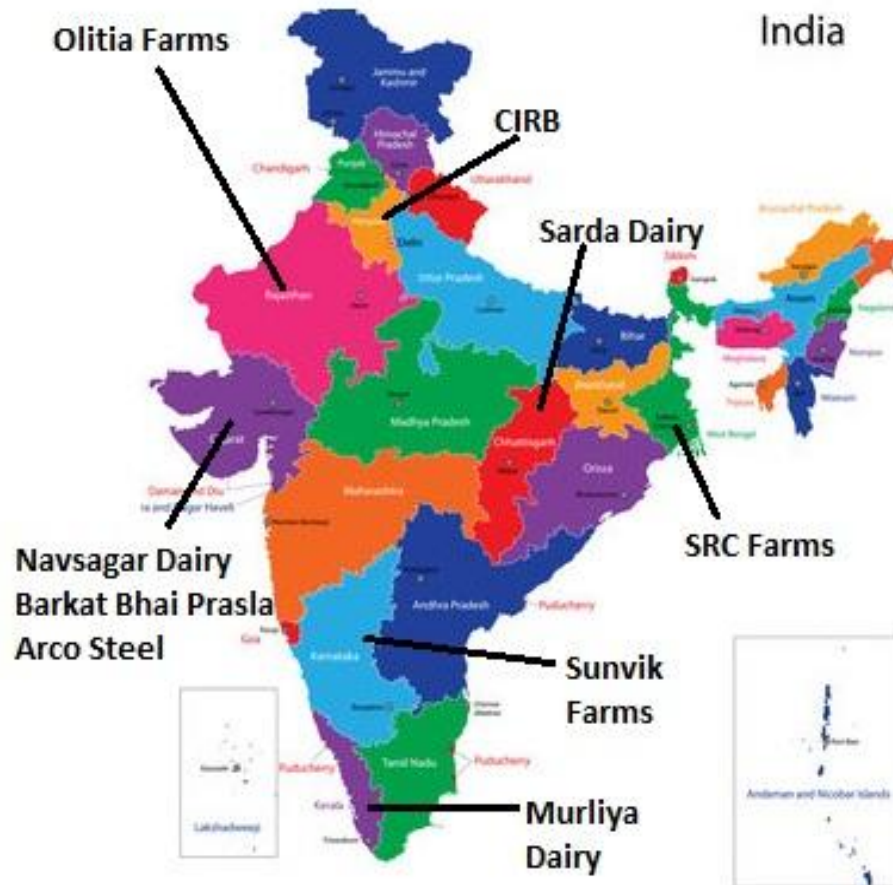 India
Olitia Farms
Jammu and Kashmir
CIRB
Himachal
Pradesh
Chandigarh
Punjab
Uttarakhand
Arunachal Pradesh
Sarda Dairy
Delhi
Sikkim
Rajasthan
Uttar Pradesh
Assam
Bihar
Meghalaya
Manipur
Tripura
Mizoram
Jharkhand
Gujarat
Madhya Pradesh
Chhattisgarh
West Bengal
Daman and Diu
Maharashtra
Orissa
Navsagar Dairy
Barkat Bhai Prasla
Arco Steel
SRC Farms
Andhra Pradesh
Puducherry
Goa
Karnataka
Sunvik
Farms
Puducherry
Tamil Nadu
Puducherry
Kerala
Lakshadweep
Andaman and Nicobar Islands
Murliya
Dairy